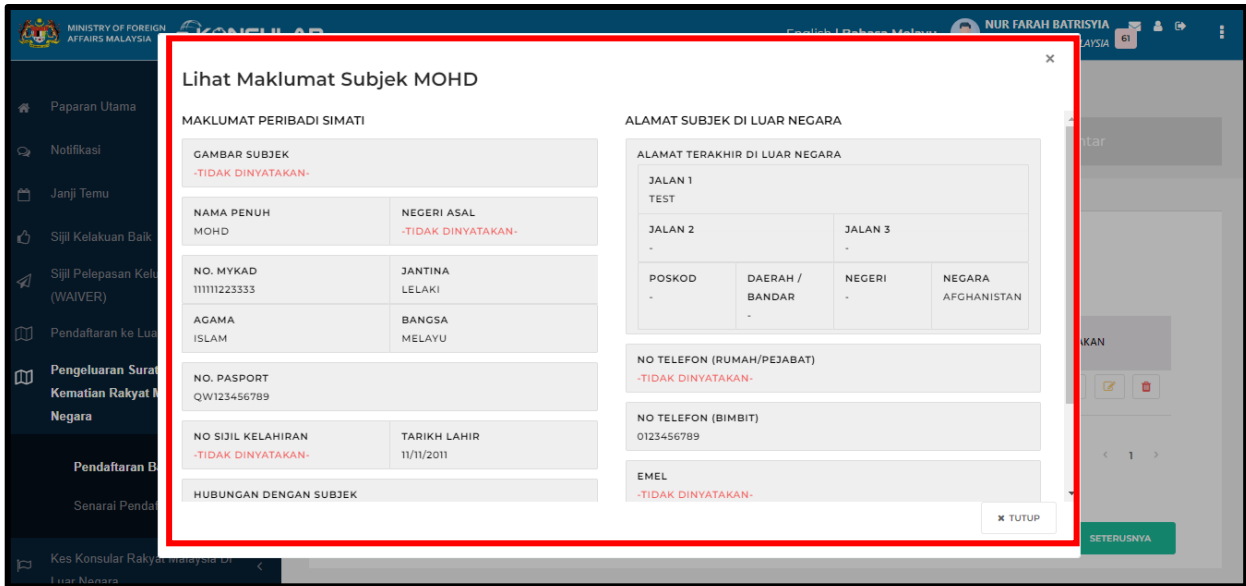 MINISTRY OF FOREIGN
AFFAIRS MALAYSIA
NUR FARAH BATRISYIA
61
Paparan Utama
Notifikasi
Janji Temu
Sijil Kelakuan Baik
Sijil Pelepasan
(WAIVER)
Pendaftaran ke
Pengeluaran Surat
Kematian Rakyat
Negara
Pendaftaran
Senarai
Kes Konsular Rakyat Malaysia Di
Luar Negara
Lihat Maklumat Subjek MOHD
MAKLUMAT PERIBADI SIMATI
GAMBAR SUBJEK
-TIDAK DINYATAKAN-
NAMA PENUH
MOHD
NEGERI ASAL
-TIDAK DINYATAKAN-
NO. MYKAD
111111223333
JANTINA
LELAKI
AGAMA
ISLAM
BANGSA
MELAYU
NO. PASPORT
QW123456789
NO SIJIL KELAHIRAN
-TIDAK DINYATAKAN-
TARIKH LAHIR
11/11/2011
HUBUNGAN DENGAN SUBJEK
ALAMAT SUBJEK DI LUAR NEGARA
ALAMAT TERAKHIR DI LUAR NEGARA
JALAN 1
TEST
JALAN 2
-
JALAN 3
-
POSKOD
-
DAERAH /
BANDAR
-
NEGERI
-
NEGARA
AFGHANISTAN
NO TELEFON (RUMAH/PEJABAT)
-TIDAK DINYATAKAN-
NO TELEFON (BIMBIT)
0123456789
EMEL
-TIDAK DINYATAKAN-
× TUTUP
1
SETERUSNYA